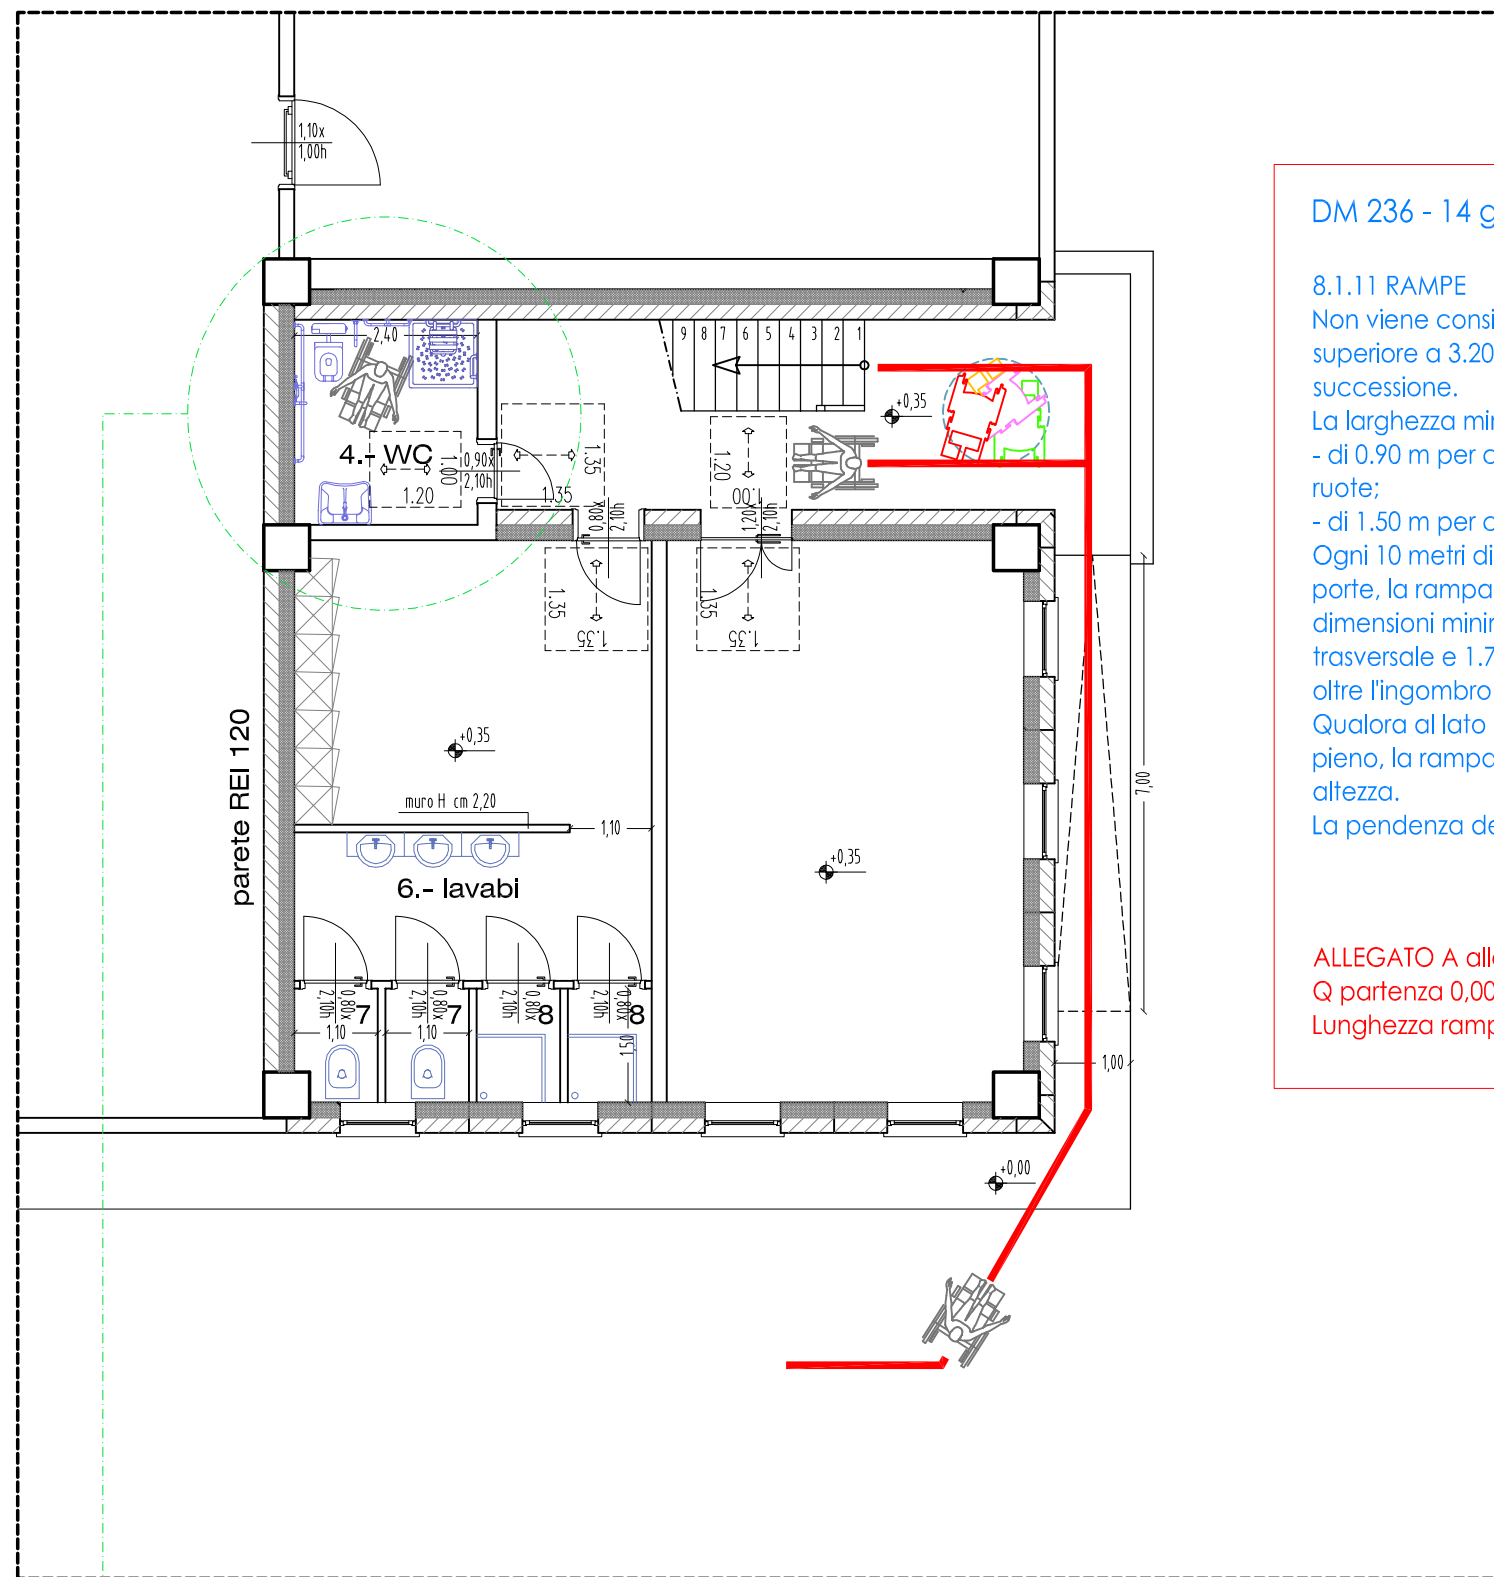 1,10x
1,00h
2,40
9 8 7 6 5 4 3 2 1
+0,35
4.- WC
1.00
1.20
0,90x
2,10h
1.35
1.35
1.20
1.00
0,80x
2,10h
1,20x
2,10h
1.35
1.35
1.35
1.35
+0,35
parete REI 120
muro H cm 2,20
1,10
+0,35
6.- lavabi
7,00
0,80x
2,10h
7
0,80x
2,10h
7
0,80x
2,10h
8
0,80x
2,10h
8
1,10
1,10
1,50
1,00
+0,00
DM 236 - 14 g
8.1.11 RAMPE
Non viene consi
superiore a 3.20
successione.
La larghezza min
- di 0.90 m per
ruote;
- di 1.50 m per
Ogni 10 metri di
porte, la rampa
dimensioni minin
trasversale e 1.7
oltre l'ingombro
Qualora al lato
pieno, la rampa
altezza.
La pendenza de
ALLEGATO A alle
Q partenza 0,00
Lunghezza ramp